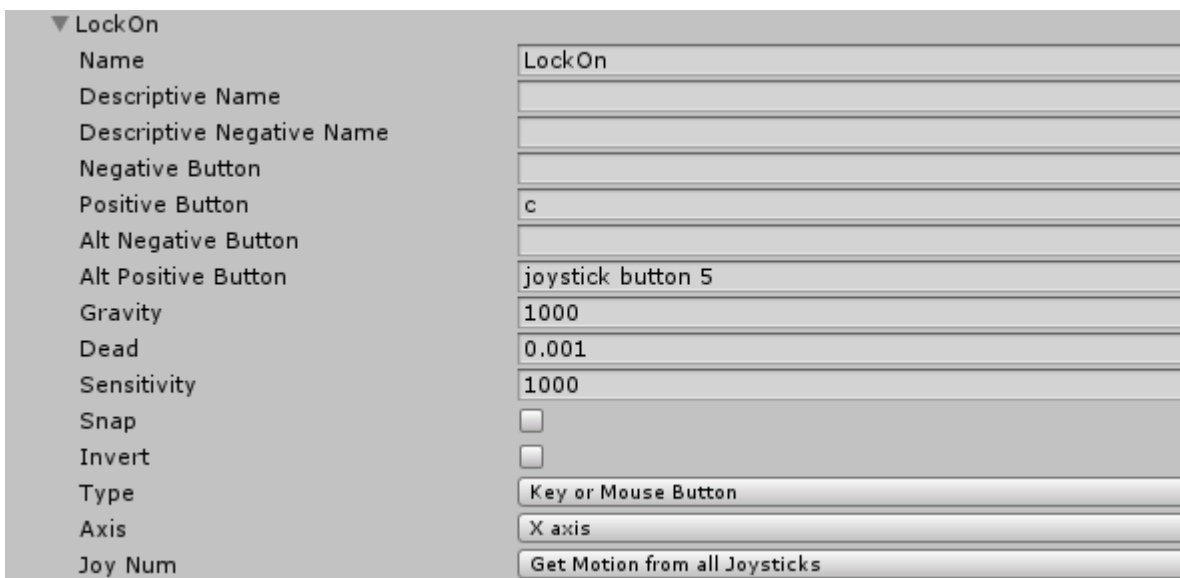 LockOn
Name LockOn
Descriptive Name
Descriptive Negative Name
Negative Button
Positive Button c
Alt Negative Button
Alt Positive Button joystick button 5
Gravity 1000
Dead 0.001
Sensitivity 1000
Snap
Invert
Type Key or Mouse Button
Axis X axis
Joy Num Get Motion from all Joysticks